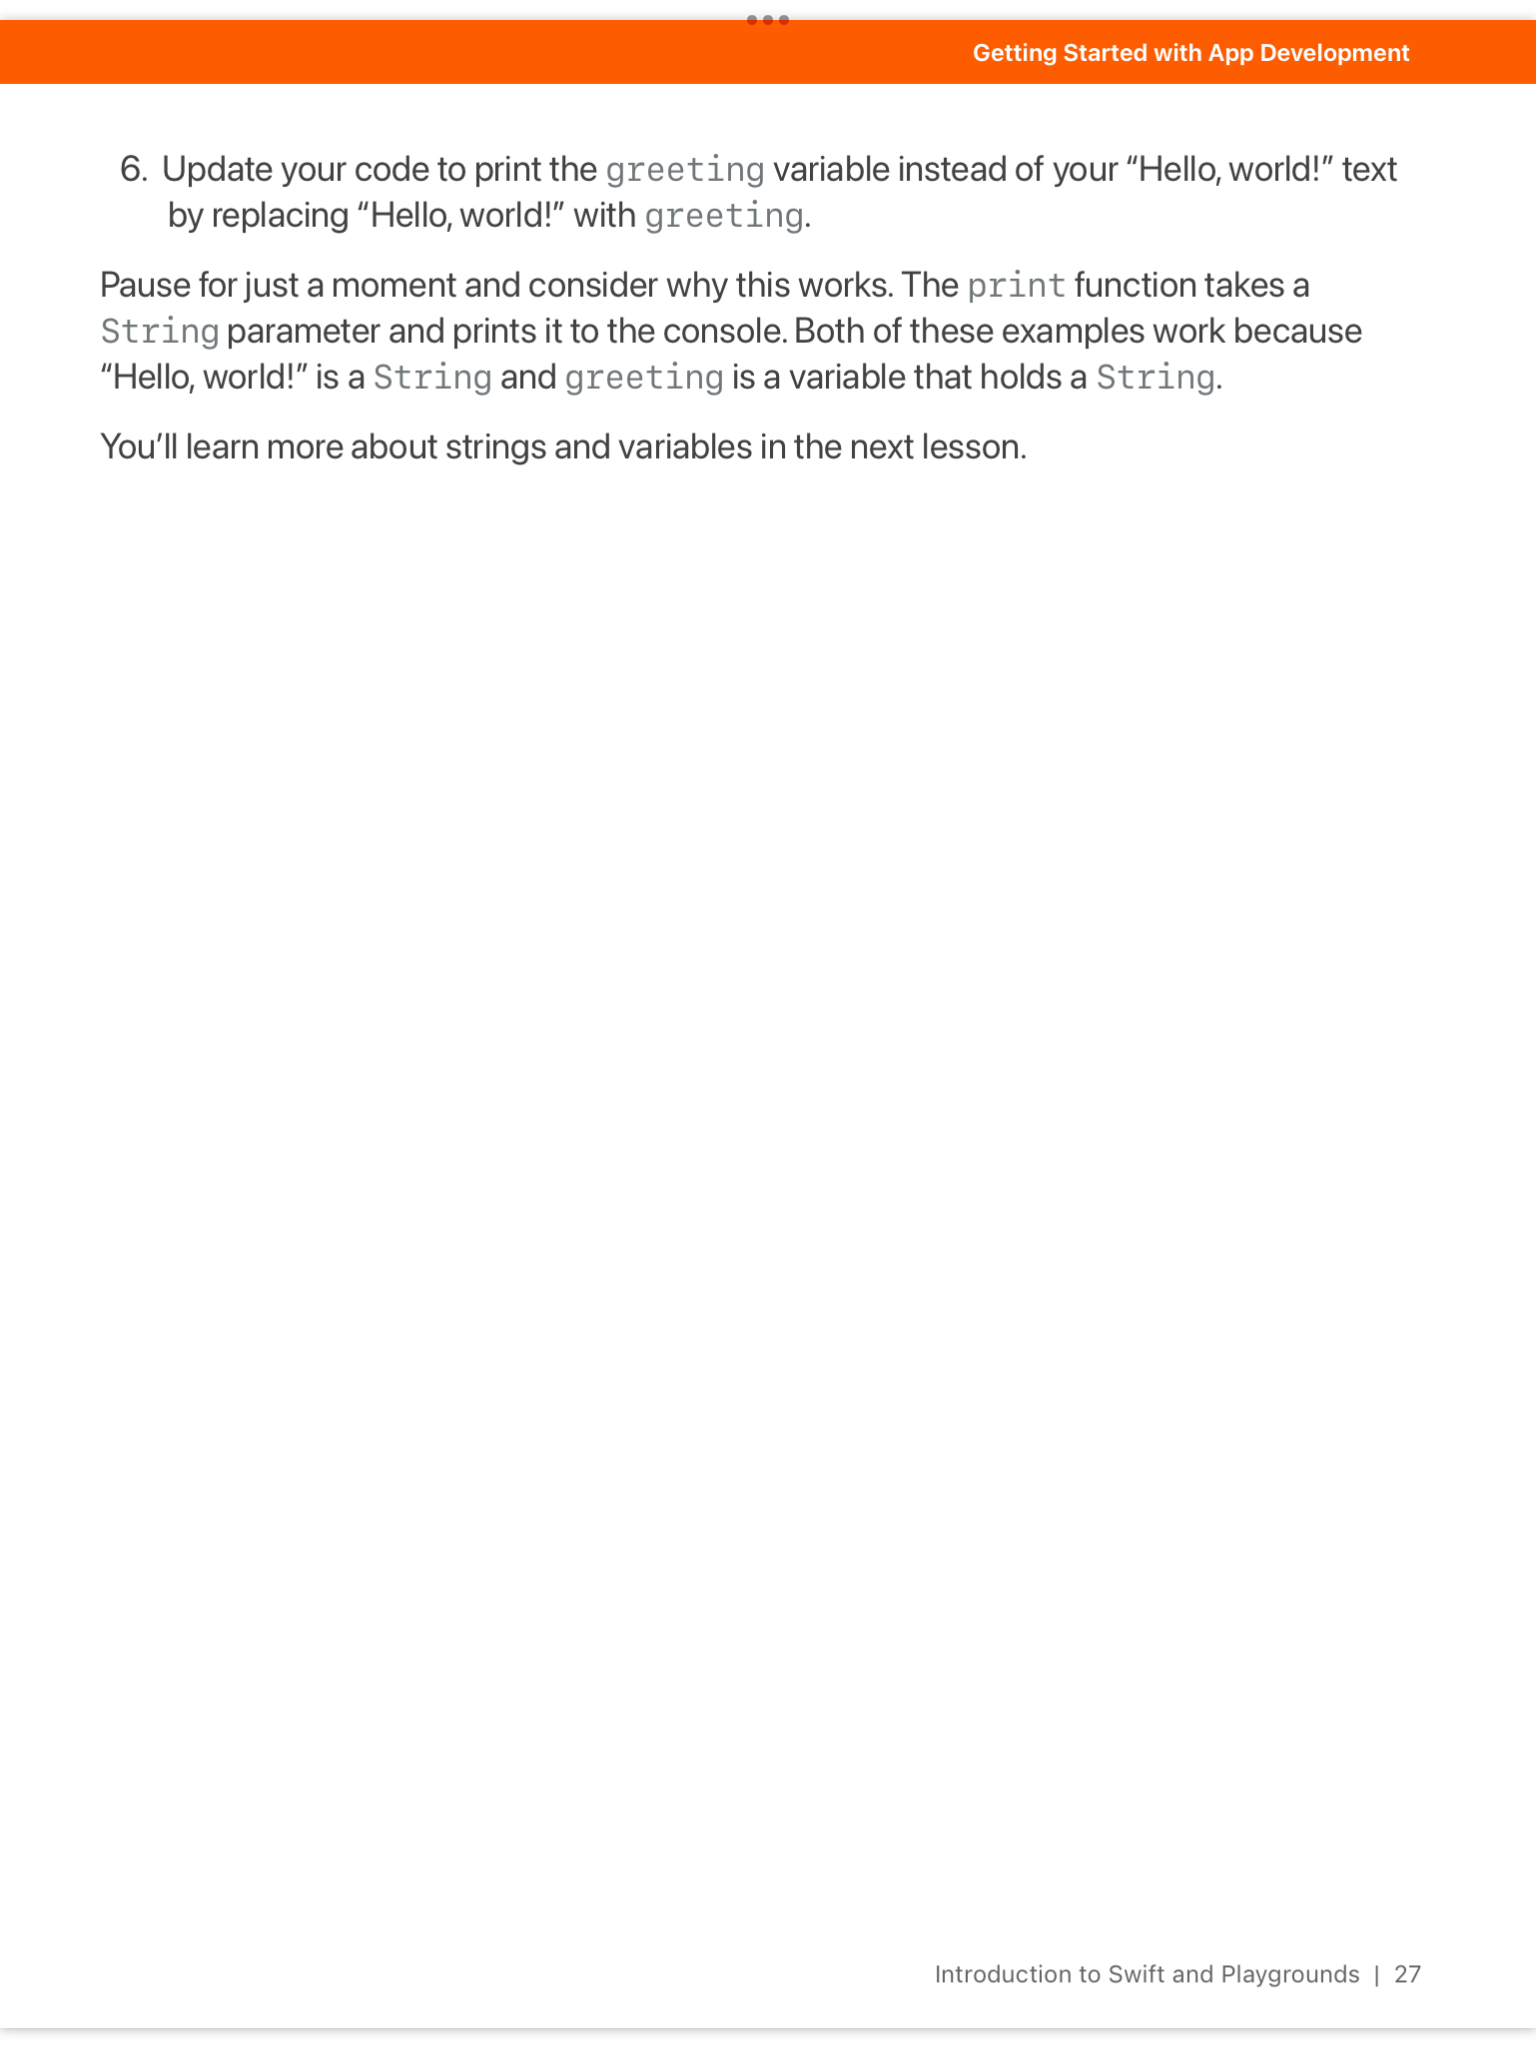 Getting Started with App Development
6. Update your code to print the greeting variable instead of your “Hello, world!” text
by replacing “Hello, world!” with greeting.
Pause for just a moment and consider why this works. The print function takes a
String parameter and prints it to the console. Both of these examples work because
“Hello, world!” is a String and greeting is a variable that holds a String.
You’ll learn more about strings and variables in the next lesson.
Introduction to Swift and Playgrounds | 27